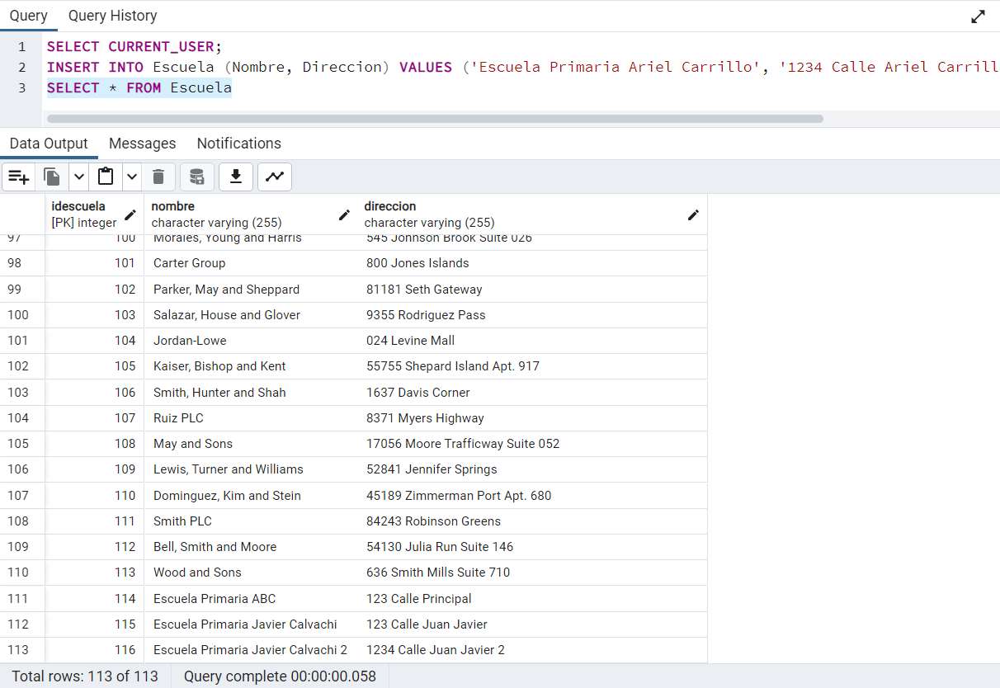 Query Query History
1 SELECT CURRENT_USER;
2 INSERT INTO Escuela (Nombre, Direccion) VALUES ('Escuela Primaria Ariel Carrillo', '1234 Calle Ariel Carrill
3 SELECT * FROM Escuela
Data Output Messages Notifications
idescuela nombre direccion
[PK] integer character varying (255) character varying (255)
97 100 Morales, Young and Harris 545 Johnson Brook Suite 026
98 101 Carter Group 800 Jones Islands
99 102 Parker, May and Sheppard 81181 Seth Gateway
100 103 Salazar, House and Glover 9355 Rodriguez Pass
101 104 Jordan-Lowe 024 Levine Mall
102 105 Kaiser, Bishop and Kent 55755 Shepard Island Apt. 917
103 106 Smith, Hunter and Shah 1637 Davis Corner
104 107 Ruiz PLC 8371 Myers Highway
105 108 May and Sons 17056 Moore Trafficway Suite 052
106 109 Lewis, Turner and Williams 52841 Jennifer Springs
107 110 Dominguez, Kim and Stein 45189 Zimmerman Port Apt. 680
108 111 Smith PLC 84243 Robinson Greens
109 112 Bell, Smith and Moore 54130 Julia Run Suite 146
110 113 Wood and Sons 636 Smith Mills Suite 710
111 114 Escuela Primaria ABC 123 Calle Principal
112 115 Escuela Primaria Javier Calvachi 123 Calle Juan Javier
113 116 Escuela Primaria Javier Calvachi 2 1234 Calle Juan Javier 2
Total rows: 113 of 113 Query complete 00:00:00.058